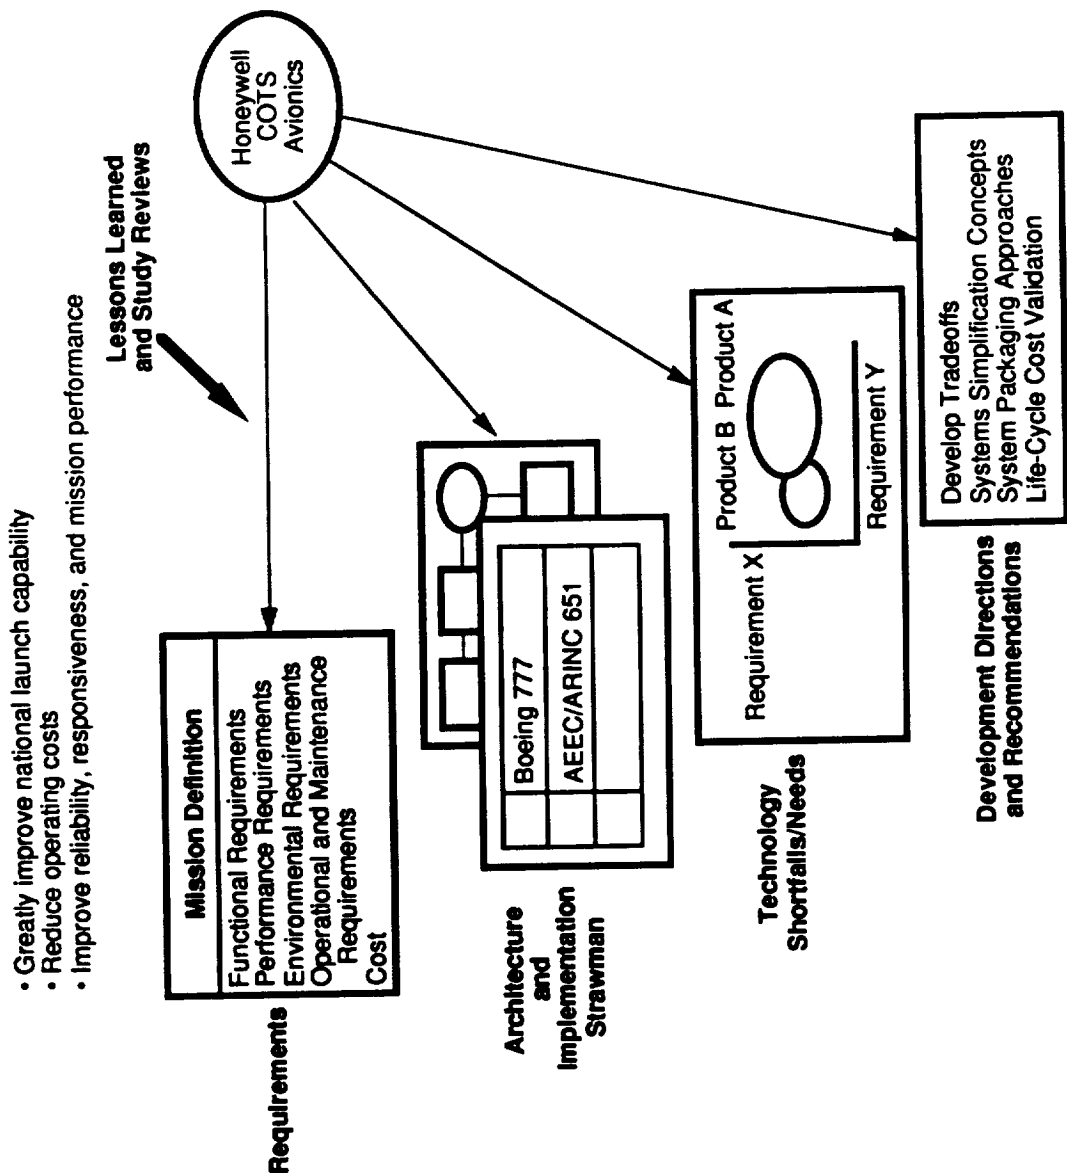 • Greatly improve national launch capability
• Reduce operating costs
• Improve reliability, responsiveness, and mission performance
Lessons Learned
and Study Reviews
Honeywell
COTS
Avionics
Requirements
Mission Definition
Functional Requirements
Performance Requirements
Environmental Requirements
Operational and Maintenance
Requirements
Cost
Architecture
and
Implementation
Strawman
Boeing 777
AEEC/ARINC 651
Technology
Shortfalls/Needs
Requirement X
Product B
Product A
Requirement Y
Development Directions
and Recommendations
Develop Tradeoffs
Systems Simplification Concepts
System Packaging Approaches
Life-Cycle Cost Validation